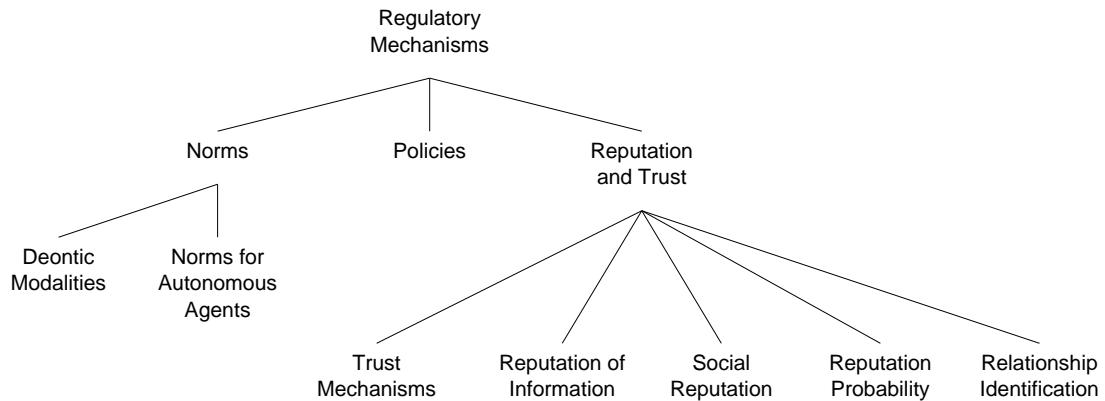 Regulatory
Mechanisms
Norms
Policies
Reputation
and Trust
Deontic
Modalities
Norms for
Autonomous
Agents
Trust
Mechanisms
Reputation of
Information
Social
Reputation
Reputation
Probability
Relationship
Identification